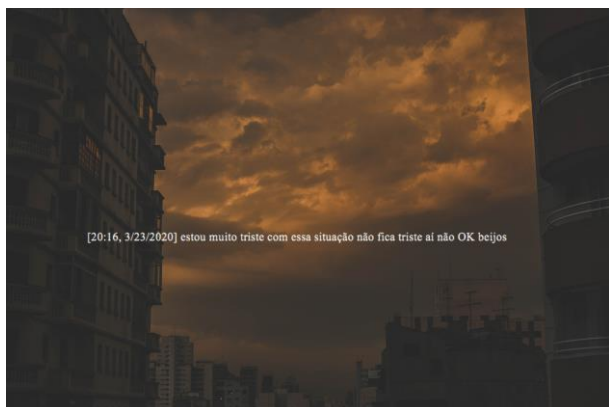 [20:16, 3/23/2020] estou muito triste com essa situação não fica triste aí não OK beijos